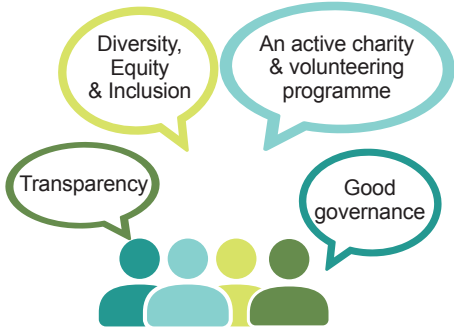 Diversity,
Equity
& Inclusion
An active charity
& volunteering
programme
Transparency
Good
governance